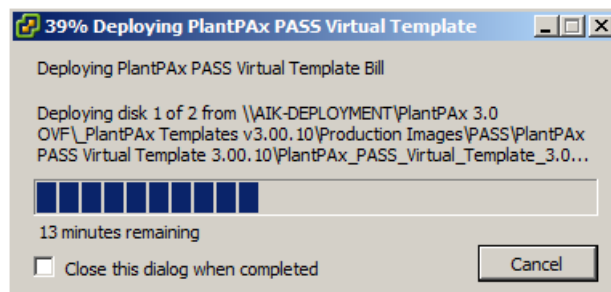 39% Deploying PlantPAx PASS Virtual Template
Deploying PlantPAx PASS Virtual Template Bill
Deploying disk 1 of 2 from \\AIK-DEPLOYMENT\PlantPAx 3.0
OVF\_PlantPAx Templates v3.00.10\Production Images\PASS\PlantPAx
PASS Virtual Template 3.00.10\PlantPAx_PASS_Virtual_Template_3.0...
13 minutes remaining
Close this dialog when completed
Cancel